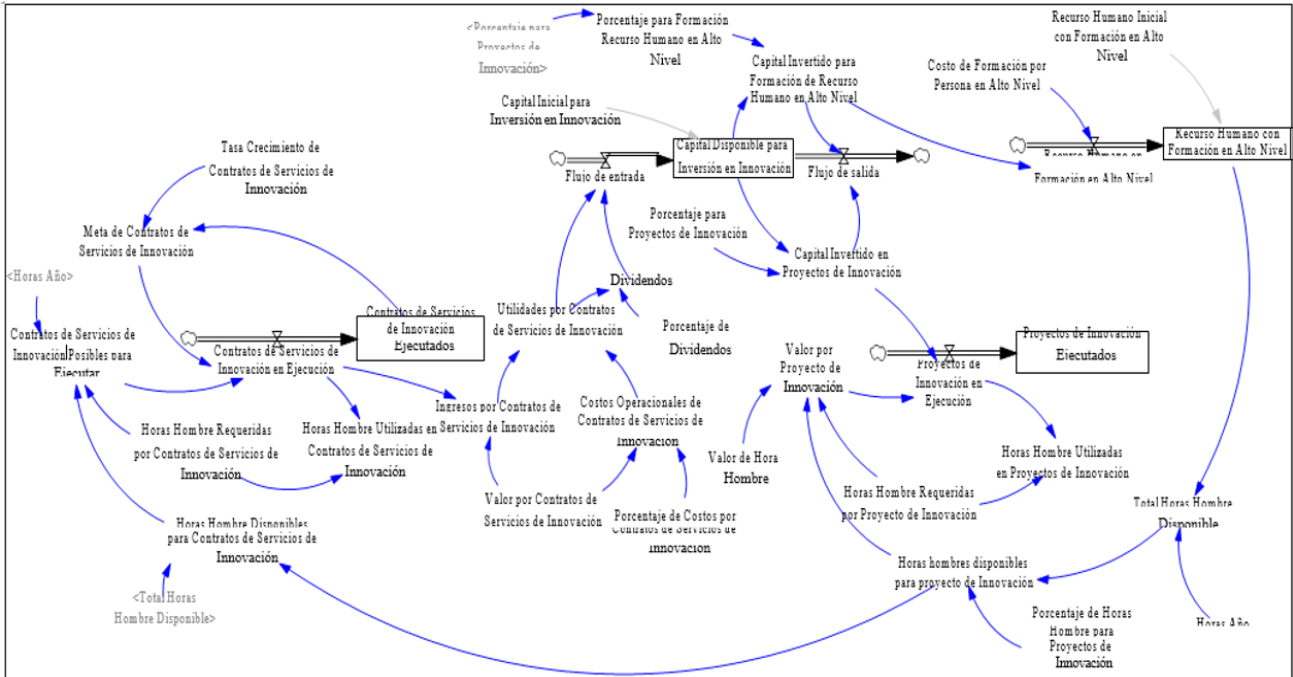 <Porcentaje para
Proyectos de
Innovación>
Porcentaje para Formación
Recurso Humano en Alto
Nivel
Capital Invertido para
Formación de Recurso
Humano en Alto Nivel
Recurso Humano Inicial
con Formación en Alto
Nivel
Costo de Formación por
Persona en Alto Nivel
Capital Inicial para
Inversión en Innovación
Capital Disponible para
Inversión en Innovación
Flujo de entrada
Flujo de salida
Recurso Humano en
Formación en Alto Nivel
Recurso Humano con
Formación en Alto Nivel
Tasa Crecimiento de
Contratos de Servicios de
Innovación
Meta de Contratos de
Servicios de Innovación
Porcentaje para
Proyectos de Innovación
Capital Invertido en
Proyectos de Innovación
<Horas Año>
Dividendos
Contratos de Servicios de
Innovación Posibles para
Ejecutar
Contratos de Servicios
de Innovación
Ejecutados
Contratos de Servicios de
Innovación en Ejecución
Utilidades por Contratos
de Servicios de Innovación
Porcentaje de
Dividendos
Valor por
Proyecto de
Innovación
Proyectos de Innovación
Ejecutados
Proyectos de
Innovación en
Ejecución
Horas Hombre Requeridas
por Contratos de Servicios de
Innovación
Horas Hombre Utilizadas en
Contratos de Servicios de
Innovación
Ingresos por Contratos de
Servicios de Innovación
Costos Operacionales de
Contratos de Servicios de
Innovación
Valor de Hora
Hombre
Horas Hombre Utilizadas
en Proyectos de Innovación
Valor por Contratos de
Servicios de Innovación
Porcentaje de Costos por
Contratos de Servicios de
Innovación
Horas Hombre Requeridas
por Proyecto de Innovación
Total Horas Hombre
Disponible
Horas Hombre Disponibles
para Contratos de Servicios de
Innovación
Horas hombres disponibles
para proyecto de Innovación
<Total Horas
Hombre Disponible>
Porcentaje de Horas
Hombre para
Proyectos de
Innovación
Horas Año